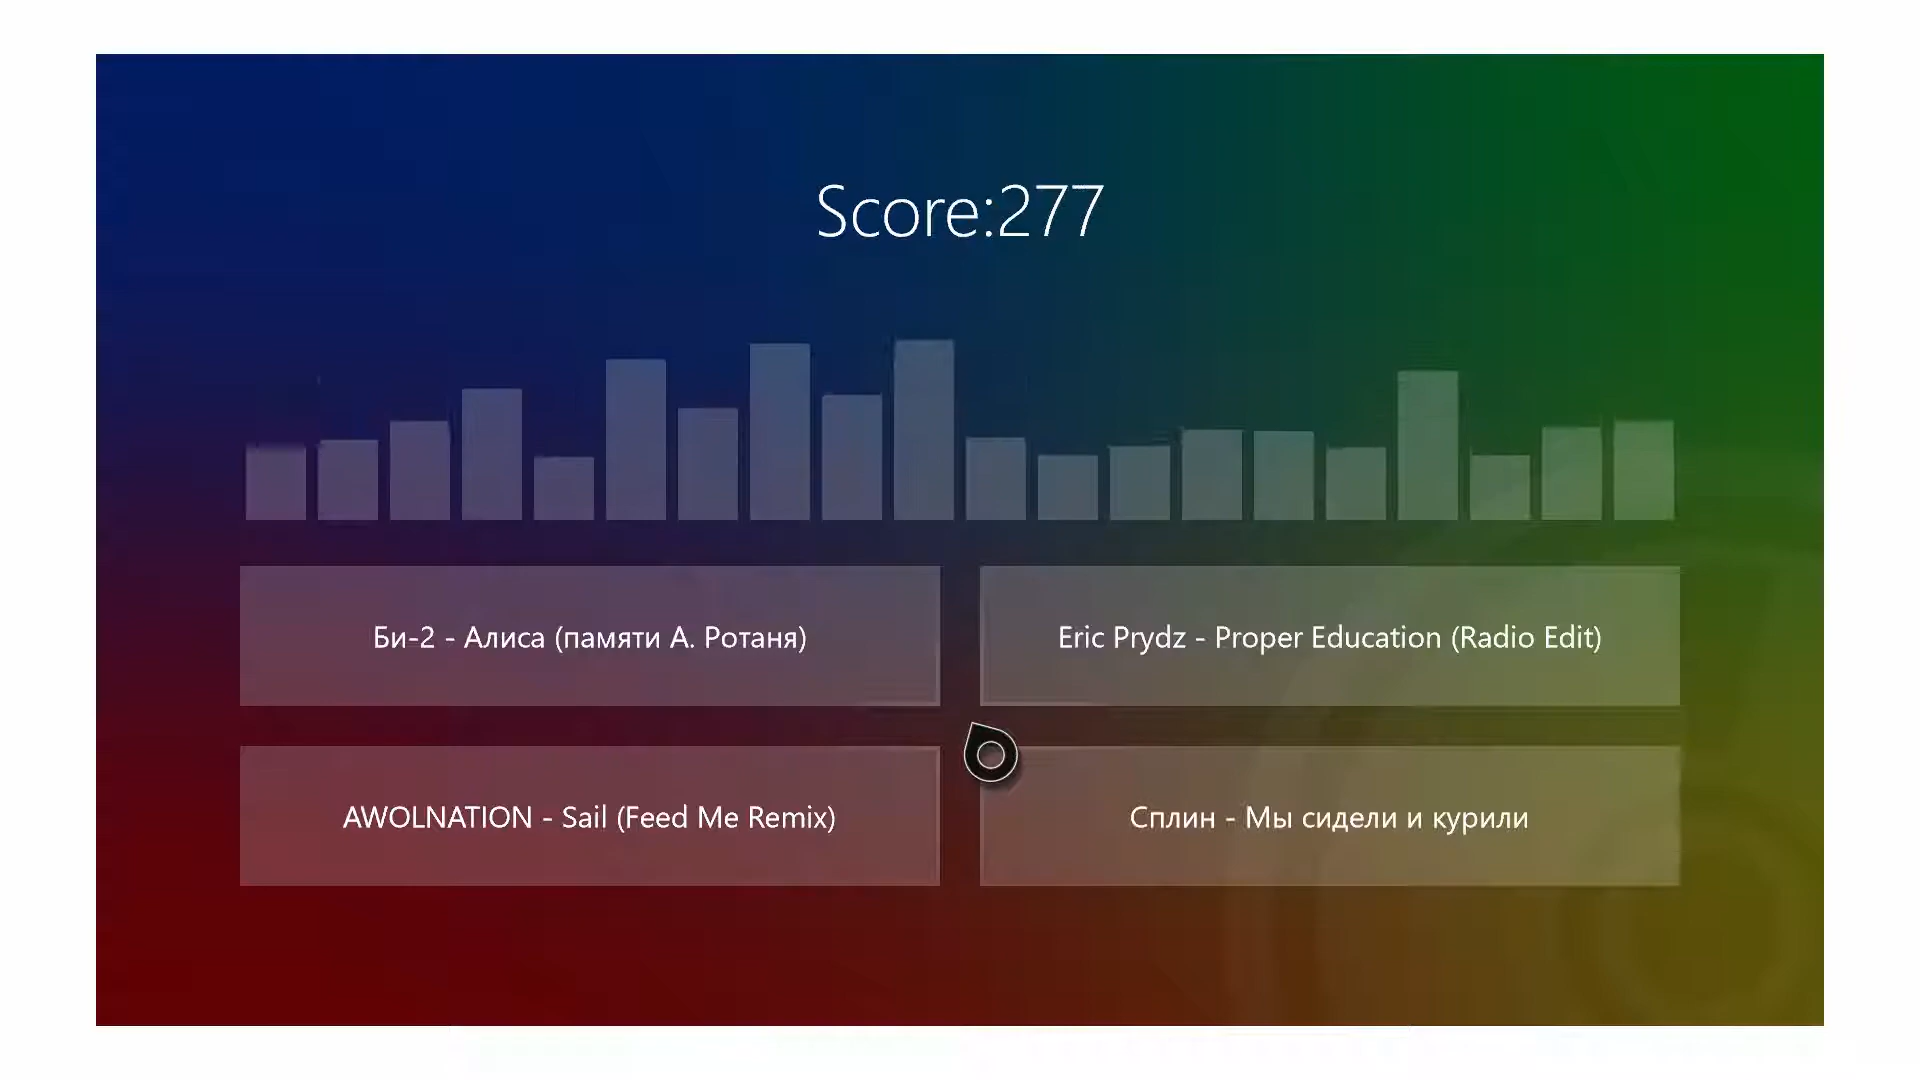 Score:277
Би-2 - Алиса (памяти А. Ротаня)
Eric Prydz - Proper Education (Radio Edit)
AWOLNATION - Sail (Feed Me Remix)
Сплин - Мы сидели и курили